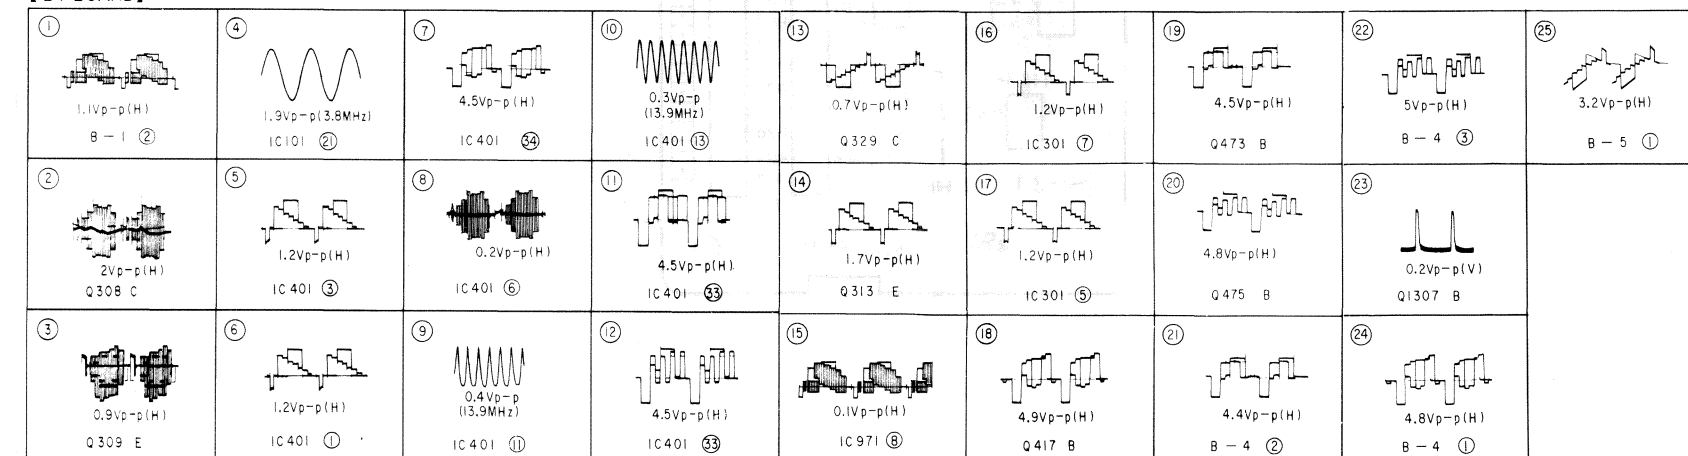 ①
1.1Vp-p(H)
B-1 ②
④
1.9Vp-p(3.8MHz)
IC101 ㉑
⑦
4.5Vp-p(H)
IC401 ㉞
⑩
0.3Vp-p
(13.9MHz)
IC401 ⑬
⑬
0.7Vp-p(H)
Q329 C
⑯
1.2Vp-p(H)
IC301 ⑦
⑲
4.5Vp-p(H)
Q473 B
㉒
5Vp-p(H)
B-4 ③
㉕
3.2Vp-p(H)
B-5 ①
②
2Vp-p(H)
Q308 C
⑤
1.2Vp-p(H)
IC401 ③
⑧
0.2Vp-p(H)
IC401 ⑥
⑪
4.5Vp-p(H)
IC401 ㉝
⑭
1.7Vp-p(H)
Q313 E
⑰
1.2Vp-p(H)
IC301 ⑤
⑳
4.8Vp-p(H)
Q475 B
㉓
0.2Vp-p(V)
Q1307 B
③
0.9Vp-p(H)
Q309 E
⑥
1.2Vp-p(H)
IC401 ①
⑨
0.4Vp-p
(13.9MHz)
IC401 ⑪
⑫
4.5Vp-p(H)
IC401 ㉝
⑮
0.1Vp-p(H)
IC971 ⑧
⑱
4.9Vp-p(H)
Q417 B
㉑
4.4Vp-p(H)
B-4 ②
㉔
4.8Vp-p(H)
B-4 ①